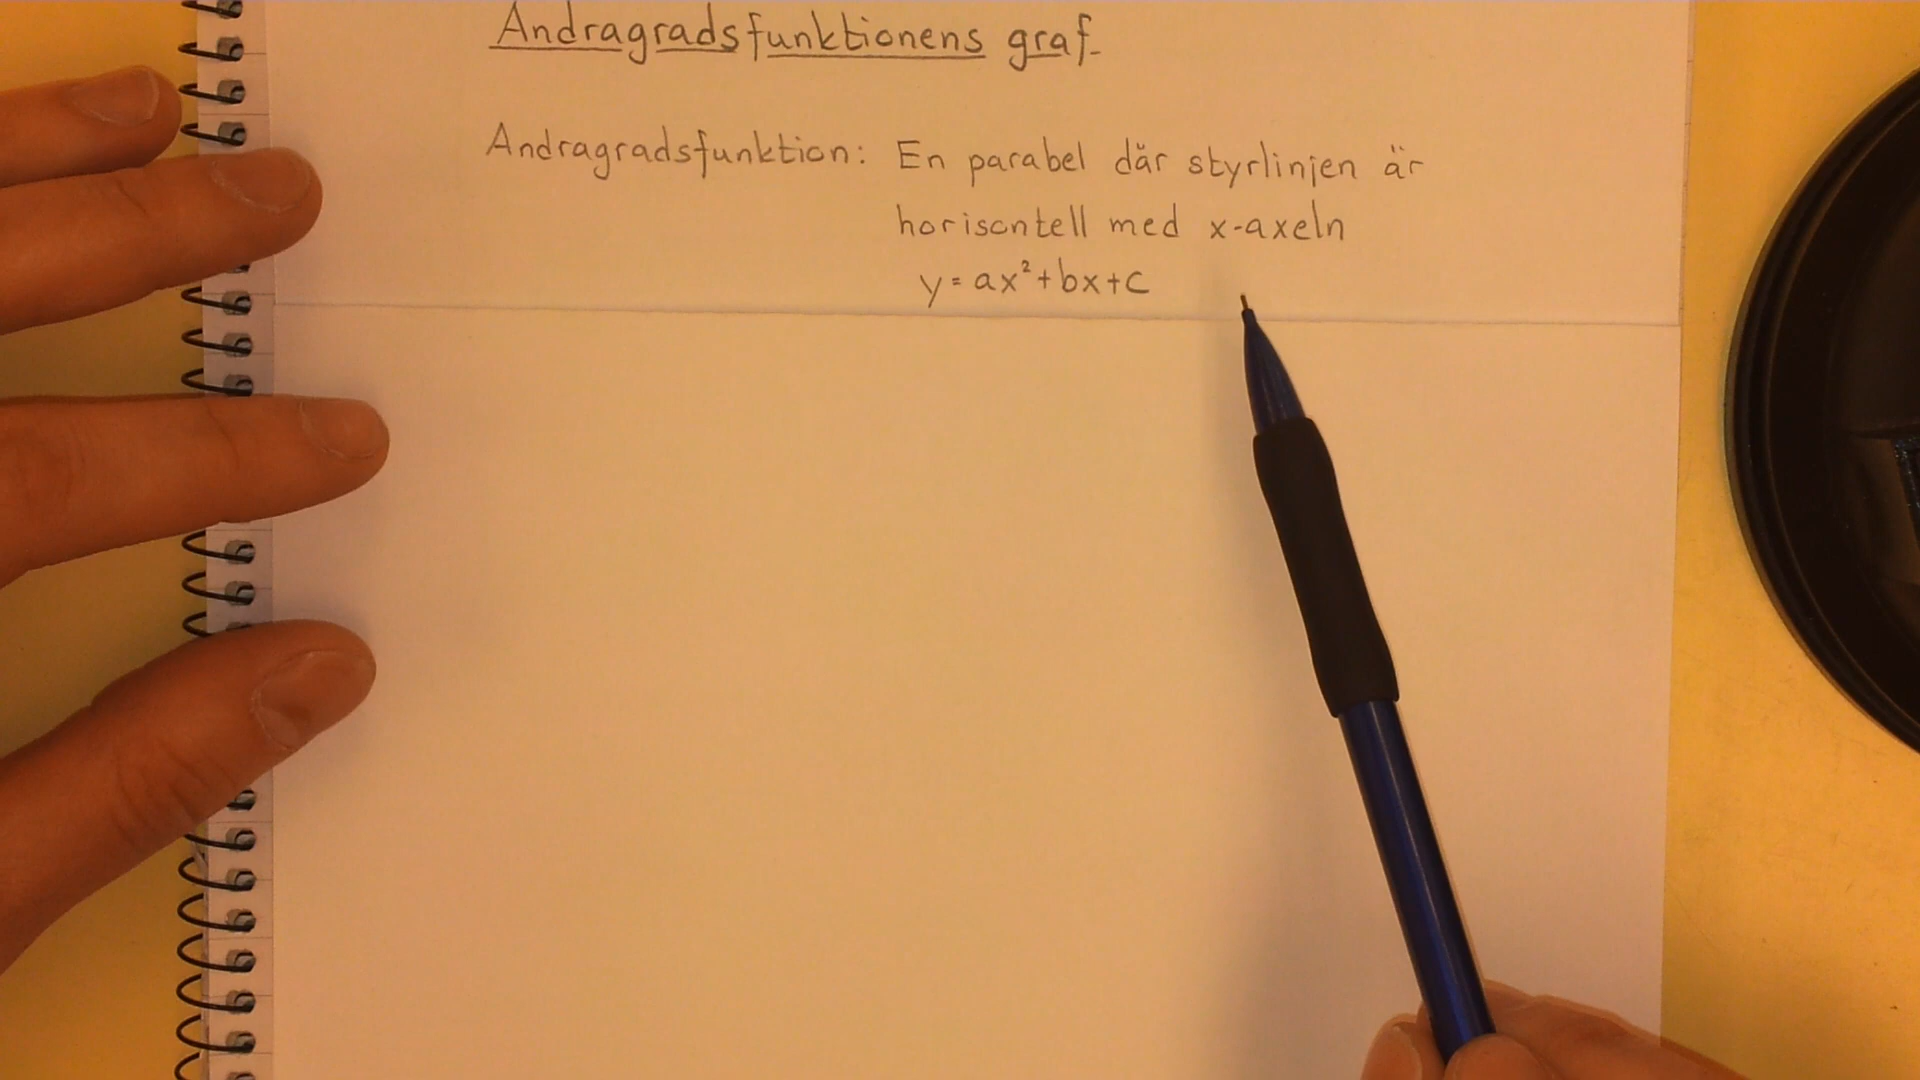 Andragradsfunktionens graf
Andragradsfunktion: En parabel där styrlinjen är
horisontell med x-axeln
y=ax²+bx+c